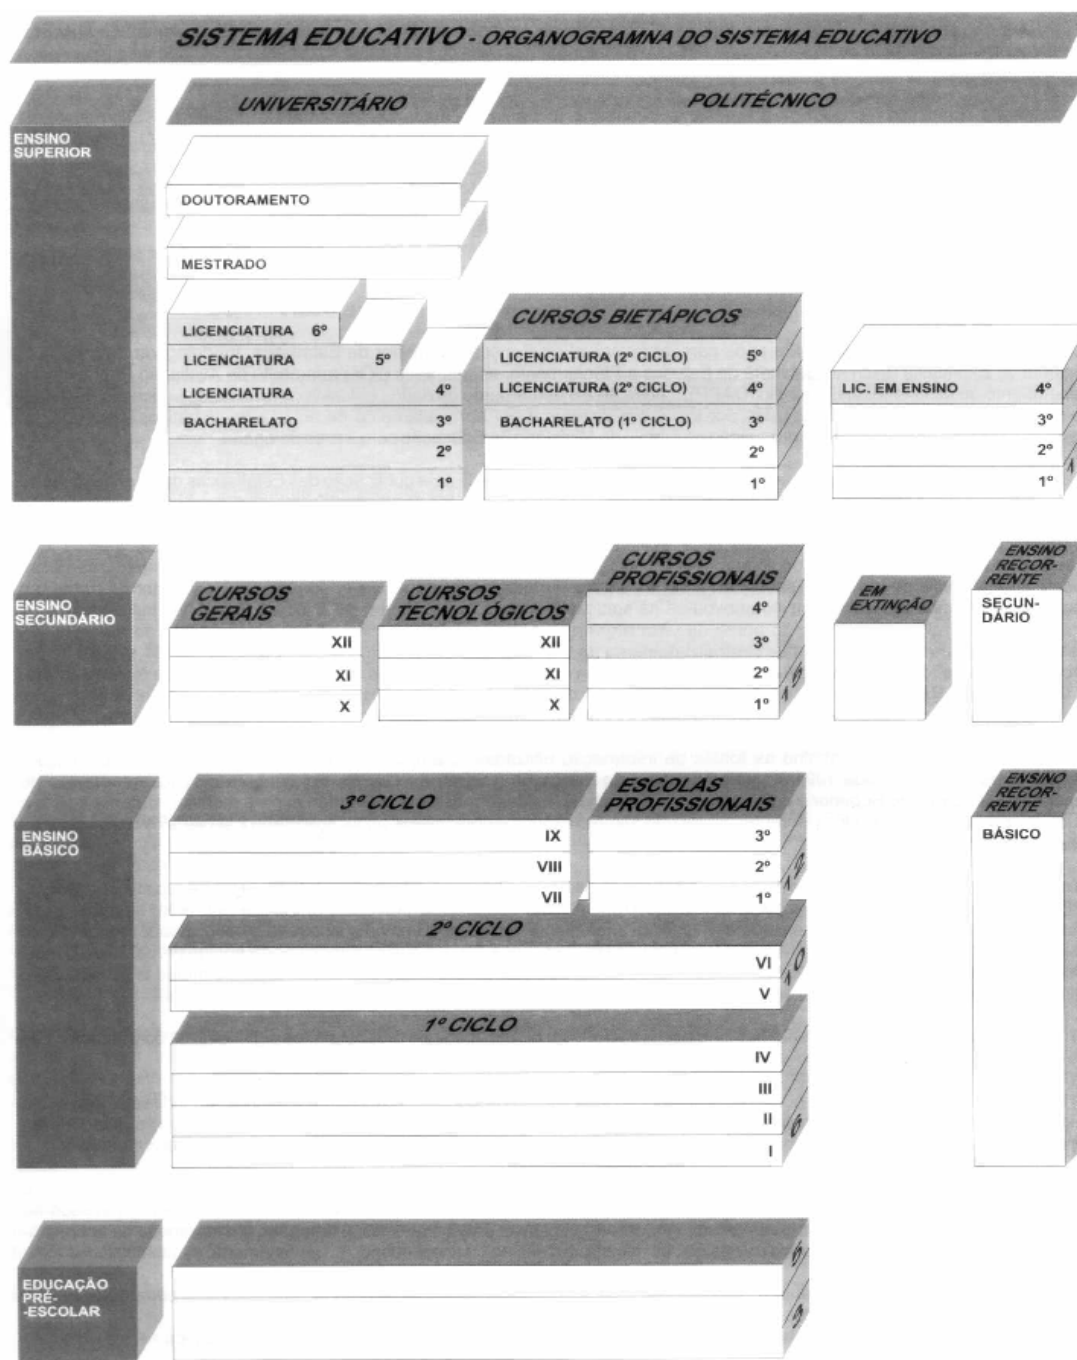 SISTEMA EDUCATIVO - ORGANOGRAMNA DO SISTEMA EDUCATIVO
UNIVERSITÁRIO
POLITÉCNICO
ENSINO
SUPERIOR
DOUTORAMENTO
MESTRADO
LICENCIATURA 6º
LICENCIATURA 5º
LICENCIATURA 4º
BACHARELATO 3º
2º
1º
CURSOS BIETÁPICOS
LICENCIATURA (2º CICLO) 5º
LICENCIATURA (2º CICLO) 4º
BACHARELATO (1º CICLO) 3º
2º
1º
LIC. EM ENSINO 4º
3º
2º
1º
1
ENSINO
SECUNDÁRIO
CURSOS
GERAIS
XII
XI
X
CURSOS
TECNOLÓGICOS
XII
XI
X
CURSOS
PROFISSIONAIS
4º
3º
2º
1º
15
EM
EXTINÇÃO
ENSINO
RECOR-
RENTE
SECUN-
DÁRIO
ENSINO
BÁSICO
3º CICLO
IX
VIII
VII
ESCOLAS
PROFISSIONAIS
3º
2º
1º
12
ENSINO
RECOR-
RENTE
BÁSICO
2º CICLO
VI
V
10
1º CICLO
IV
III
II
I
6
EDUCAÇÃO
PRÉ-
-ESCOLAR
5
3